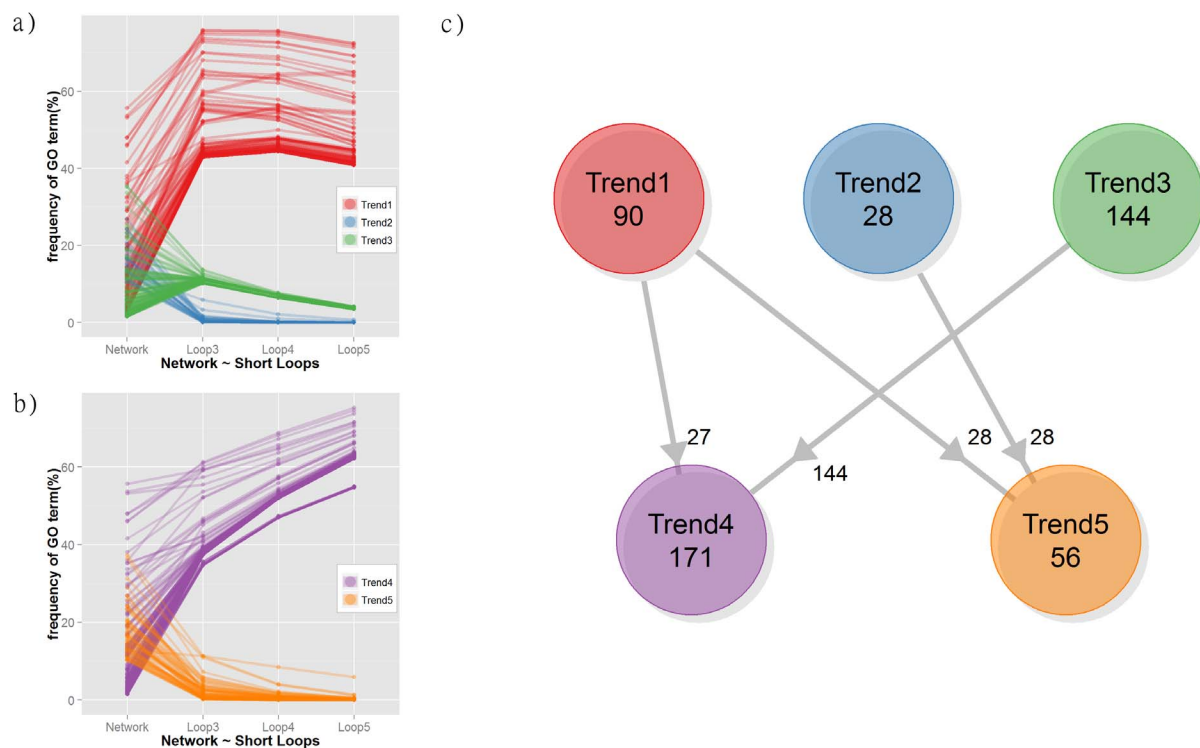 a)
frequency of GO term(%)
60
40
20
0
Trend1
Trend2
Trend3
Network
Loop3
Loop4
Loop5
Network ~ Short Loops
b)
frequency of GO term(%)
60
40
20
0
Trend4
Trend5
Network
Loop3
Loop4
Loop5
Network ~ Short Loops
c)
Trend1
90
Trend2
28
Trend3
144
27
144
28
28
Trend4
171
Trend5
56